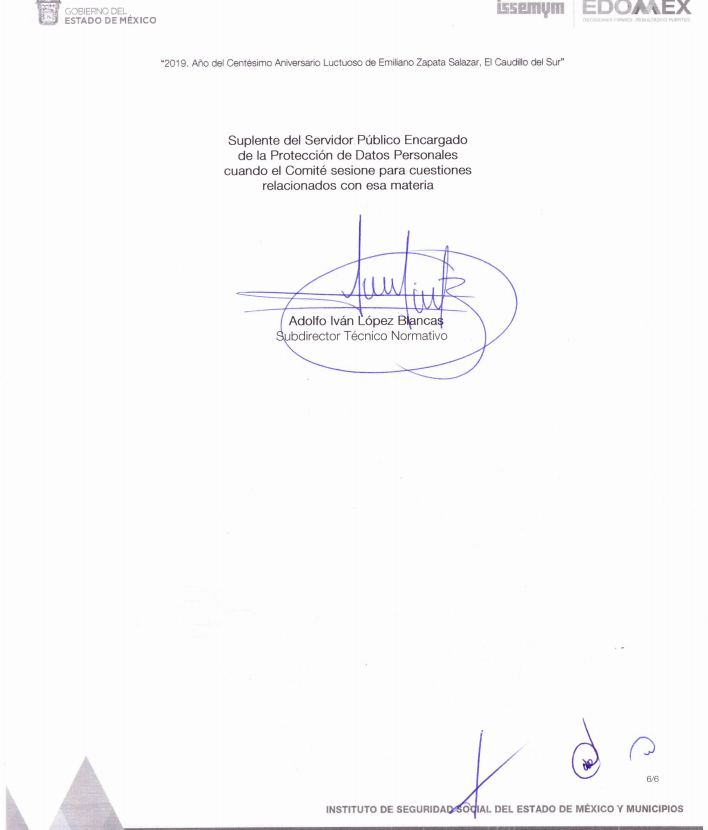 GOBIERNO DEL
ESTADO DE MÉXICO
issemym
EDOMEX
DECISIONES FIRMES, RESULTADOS FUERTES.
"2019. Año del Centésimo Aniversario Luctuoso de Emiliano Zapata Salazar, El Caudillo del Sur"
Suplente del Servidor Público Encargado
de la Protección de Datos Personales
cuando el Comité sesione para cuestiones
relacionados con esa materia
Adolfo Iván López Blancas
Subdirector Técnico Normativo
6/6
INSTITUTO DE SEGURIDAD SOCIAL DEL ESTADO DE MÉXICO Y MUNICIPIOS